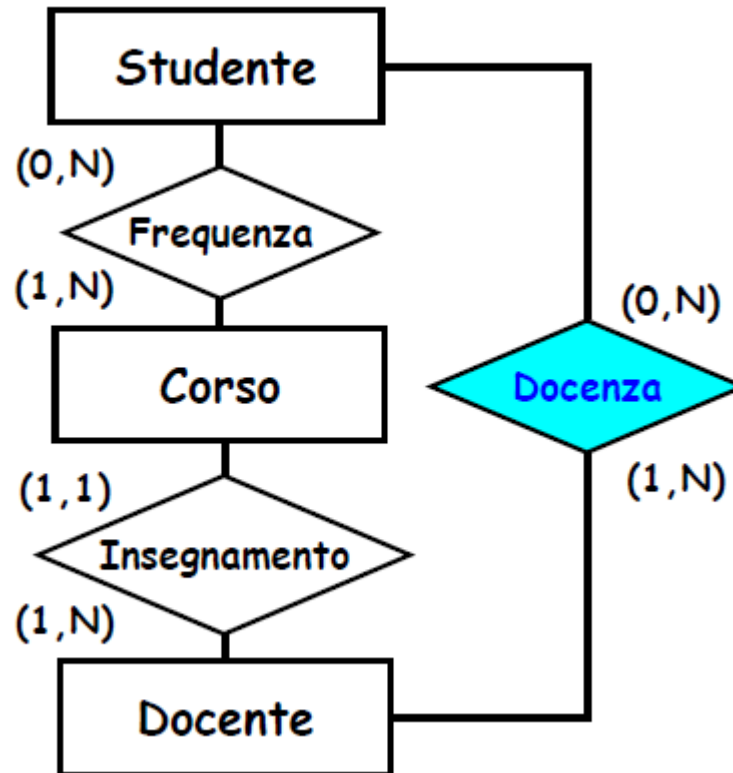 Studente
(0,N)
Frequenza
(1,N)
(0,N)
Corso
Docenza
(1,1)
(1,N)
Insegnamento
(1,N)
Docente